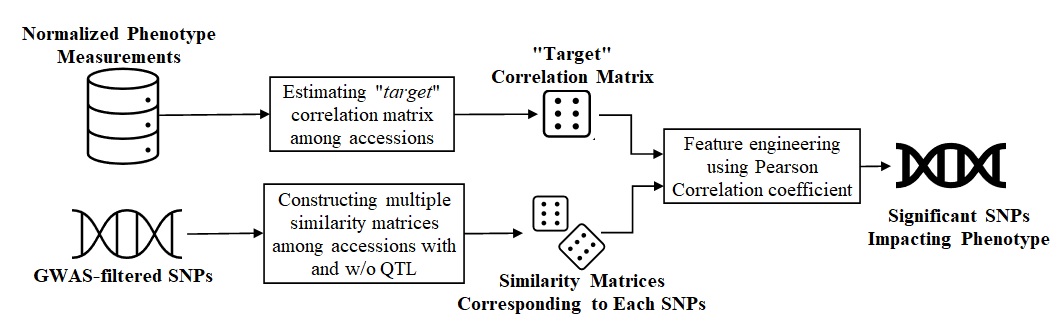 Normalized Phenotype
Measurements
Estimating "target"
correlation matrix
among accessions
"Target"
Correlation Matrix
Feature engineering
using Pearson
Correlation coefficient
Significant SNPs
Impacting Phenotype
GWAS-filtered SNPs
Constructing multiple
similarity matrices
among accessions with
and w/o QTL
Similarity Matrices
Corresponding to Each SNPs